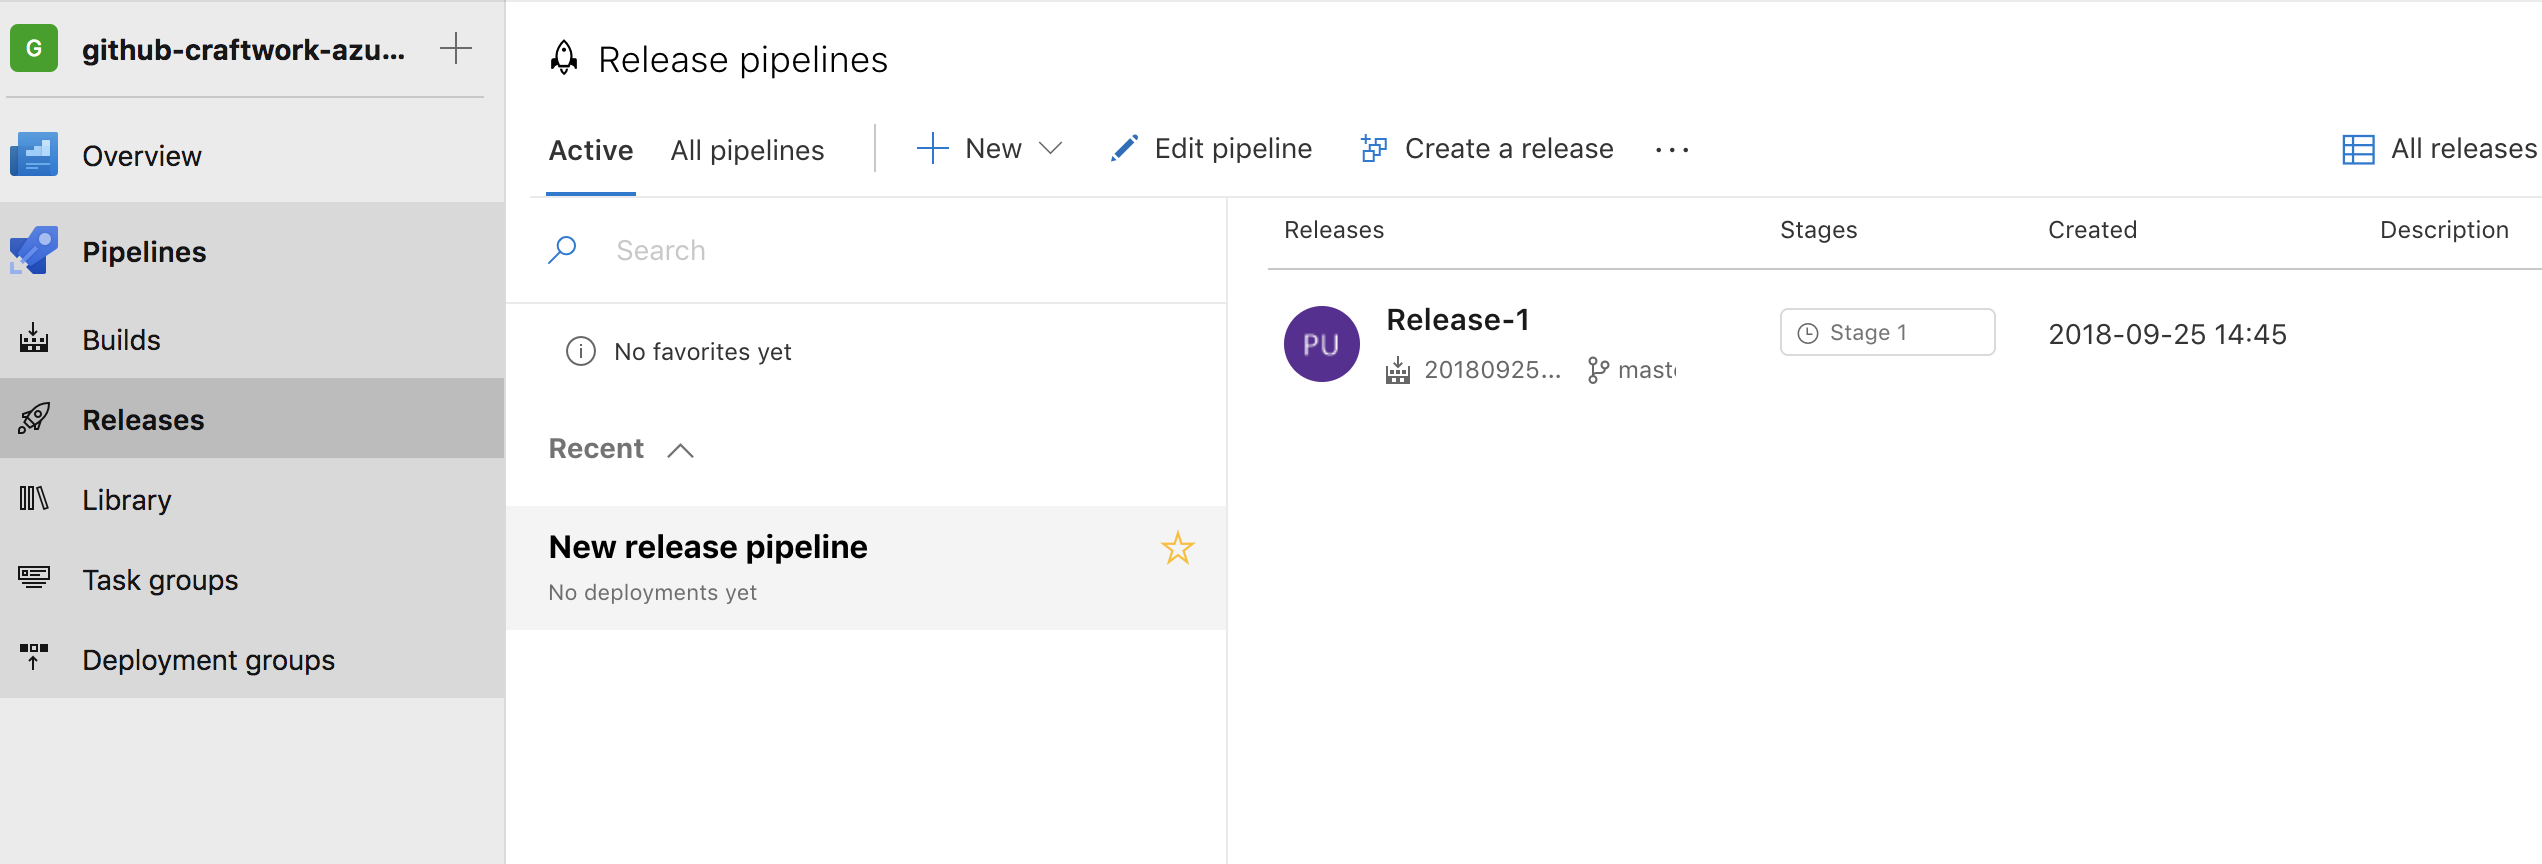 G github-craftwork-azu...
Overview
Pipelines
Builds
Releases
Library
Task groups
Deployment groups
Release pipelines
Active All pipelines New Edit pipeline Create a release ... All releases
Search
No favorites yet
Recent
New release pipeline
No deployments yet
Releases Stages Created Description
PU Release-1 Stage 1 2018-09-25 14:45
20180925...